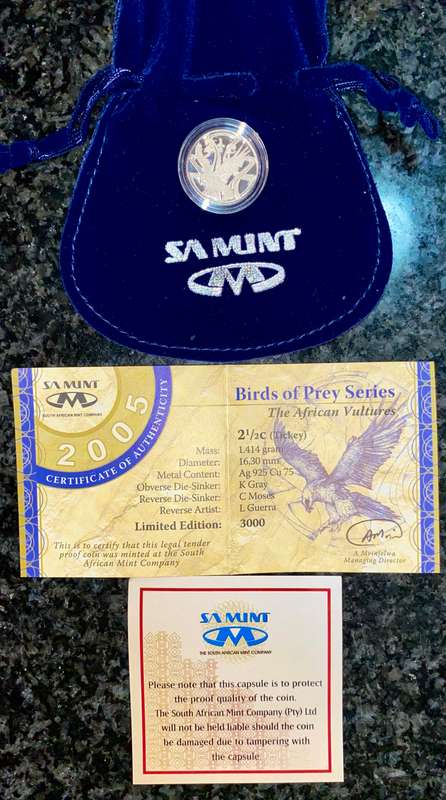 SA MINT
SA MINT
SOUTH AFRICAN MINT COMPANY
2005
CERTIFICATE OF AUTHENTICITY
Birds of Prey Series
The African Vultures
2½c (Tickey)
Mass: 1,414 gram
Diameter: 16,30 mm
Metal Content: Ag 925 Cu 75
Obverse Die-Sinker: K Gray
Reverse Die-Sinker: C Moses
Reverse Artist: L Guerra
Limited Edition: 3000
This is to certify that this legal tender
proof coin was minted at the South
African Mint Company
Managing Director
SA MINT
THE SOUTH AFRICAN MINT COMPANY
Please note that this capsule is to protect
the proof quality of the coin.
The South African Mint Company (Pty) Ltd
will not be held liable should the coin
be damaged due to tampering with
the capsule